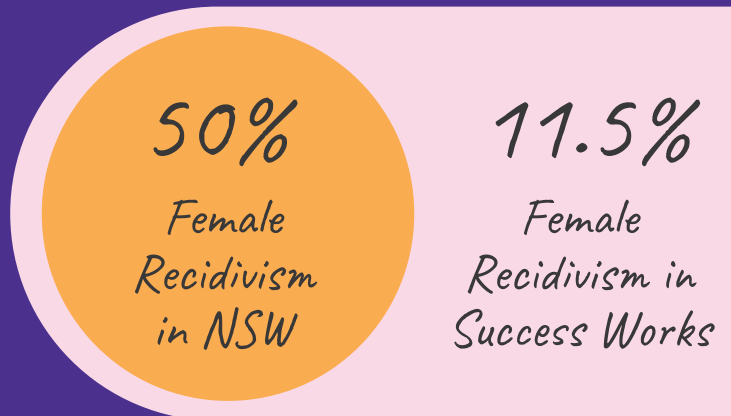 50%
Female
Recidivism
in NSW
11.5%
Female
Recidivism in
Success Works